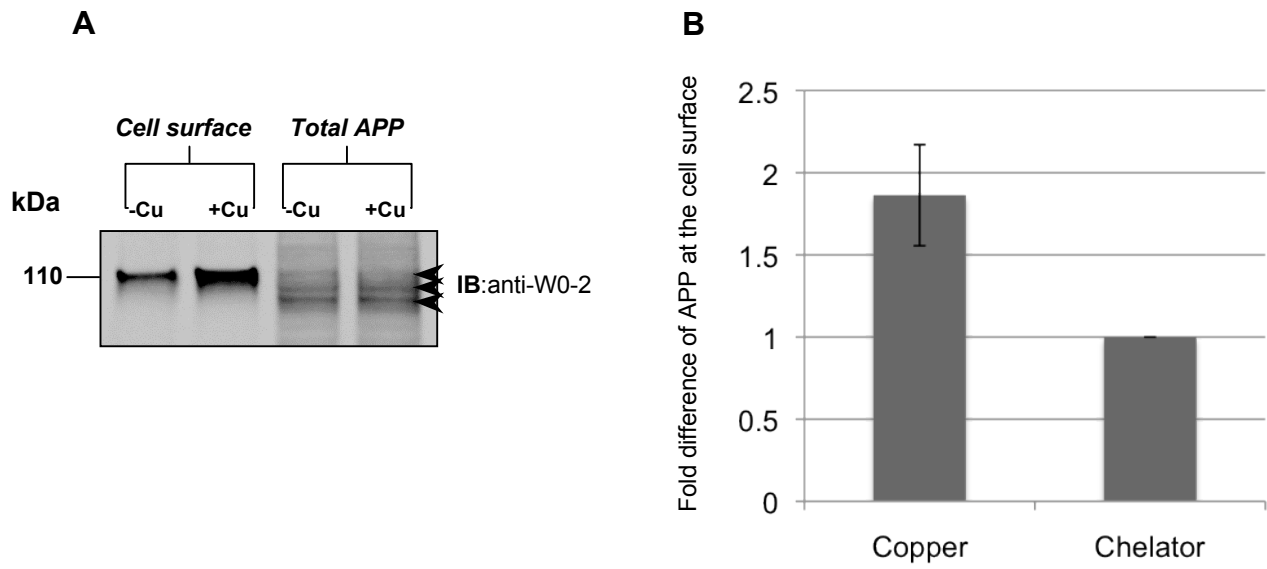 A
Cell surface Total APP
kDa
-Cu +Cu -Cu +Cu
110
IB:anti-W0-2
B
Fold difference of APP at the cell surface
2.5
2
1.5
1
0.5
0
Copper Chelator